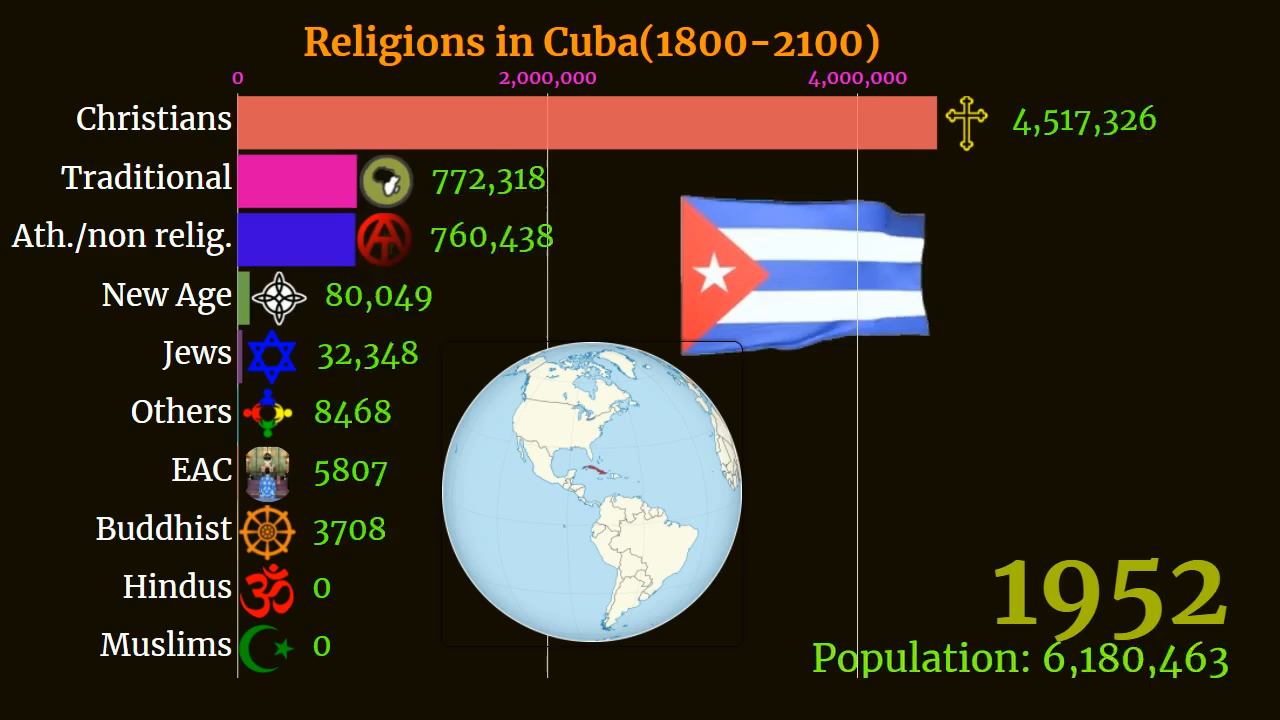 Religions in Cuba(1800-2100)
0 2,000,000 4,000,000
Christians 4,517,326
Traditional 772,318
Ath./non relig. 760,438
New Age 80,049
Jews 32,348
Others 8468
EAC 5807
Buddhist 3708
Hindus 0
Muslims 0
1952
Population: 6,180,463